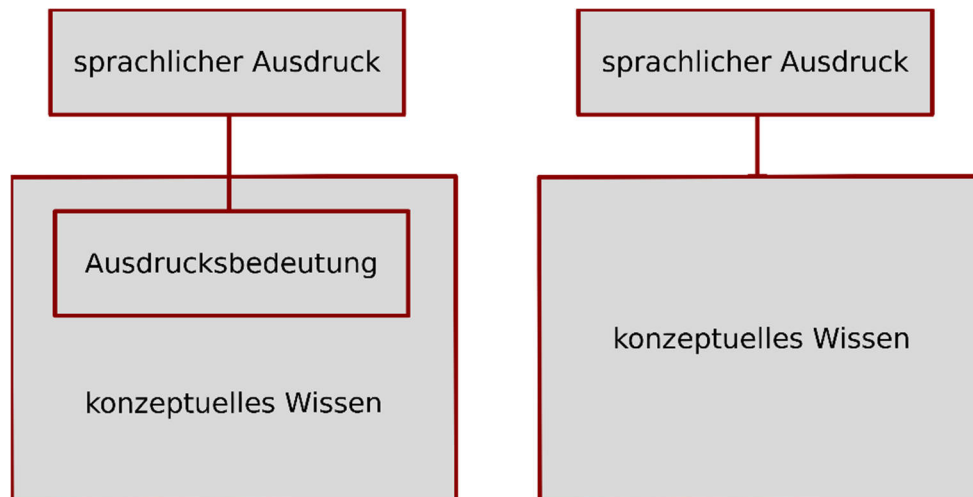 sprachlicher Ausdruck
Ausdrucksbedeutung
konzeptuelles Wissen
sprachlicher Ausdruck
konzeptuelles Wissen